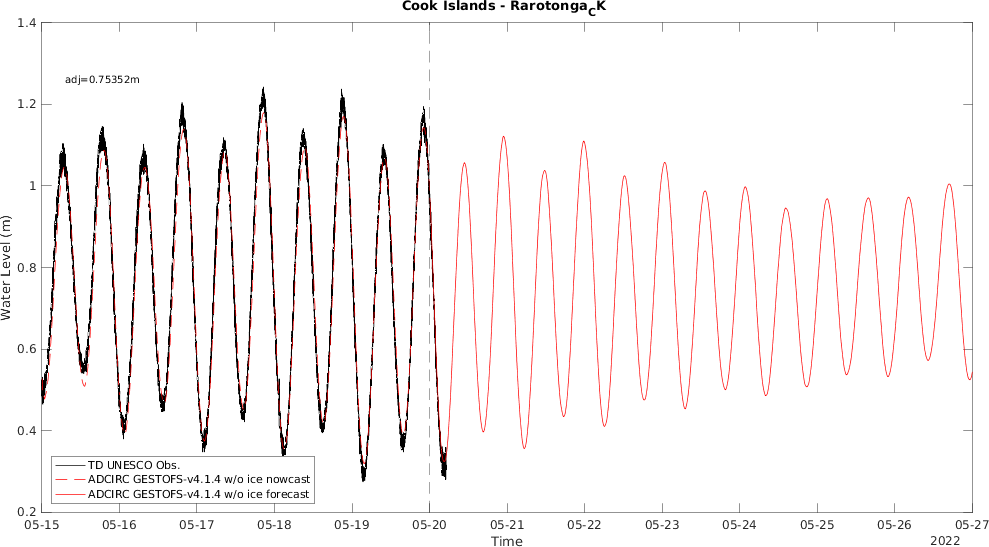 Cook Islands - Rarotonga_CK
adj=0.75352m
Water Level (m)
1.4
1.2
1
0.8
0.6
0.4
0.2
TD UNESCO Obs.
ADCIRC GESTOFS-v4.1.4 w/o ice nowcast
ADCIRC GESTOFS-v4.1.4 w/o ice forecast
05-15 05-16 05-17 05-18 05-19 05-20 05-21 05-22 05-23 05-24 05-25 05-26 05-27
Time
2022